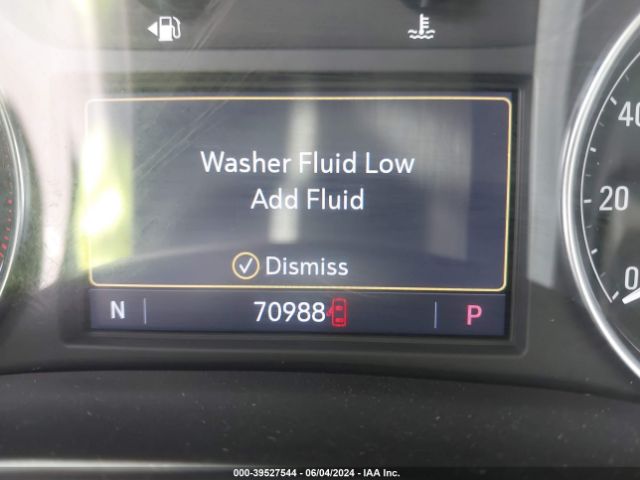 Washer Fluid Low
Add Fluid
Dismiss
N 70988 P
40
20
0
000-39527544 / 06/04/2024 - IAA Inc.